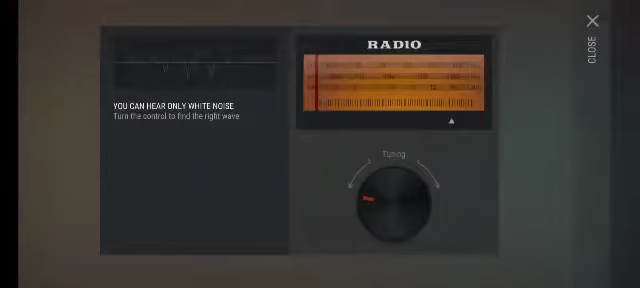 RADIO
YOU CAN HEAR ONLY WHITE NOISE
Turn the control to find the right wave
Tuning
CLOSE